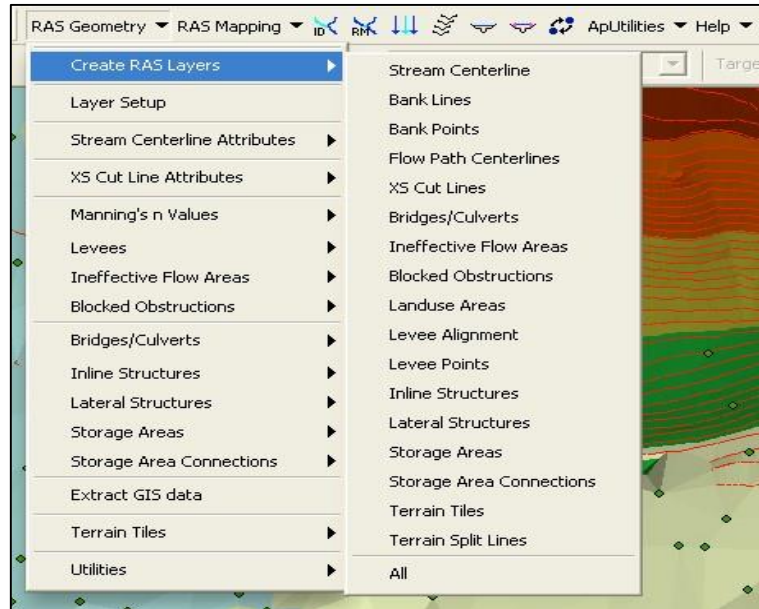 RAS Geometry RAS Mapping ID RM ApUtilities Help
Targe
Create RAS Layers
Layer Setup
Stream Centerline Attributes
XS Cut Line Attributes
Manning's n Values
Levees
Ineffective Flow Areas
Blocked Obstructions
Bridges/Culverts
Inline Structures
Lateral Structures
Storage Areas
Storage Area Connections
Extract GIS data
Terrain Tiles
Utilities
Stream Centerline
Bank Lines
Bank Points
Flow Path Centerlines
XS Cut Lines
Bridges/Culverts
Ineffective Flow Areas
Blocked Obstructions
Landuse Areas
Levee Alignment
Levee Points
Inline Structures
Lateral Structures
Storage Areas
Storage Area Connections
Terrain Tiles
Terrain Split Lines
All